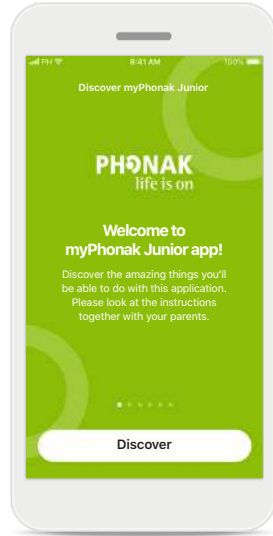 PH 9:41 AM 100%
Discover myPhonak Junior
PHONAK
life is on
Welcome to
myPhonak Junior app!
Discover the amazing things you'll
be able to do with this application.
Please look at the instructions
together with your parents.
Discover